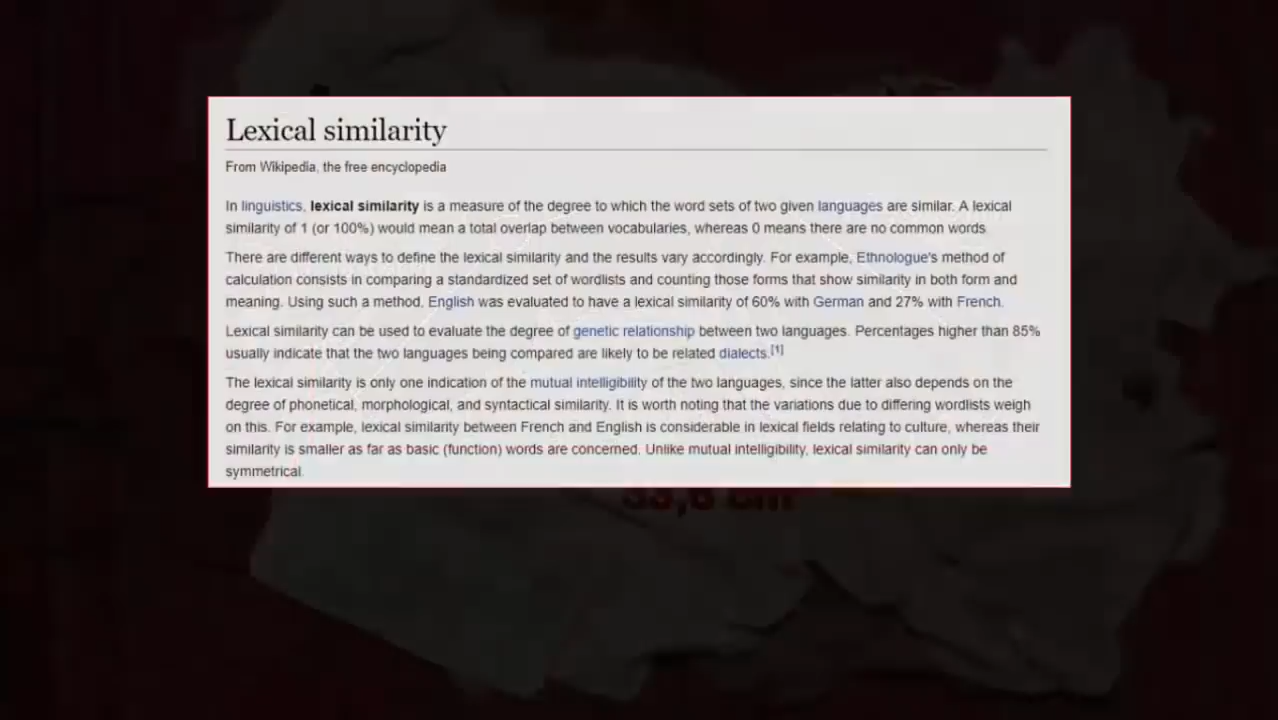 Lexical similarity
From Wikipedia, the free encyclopedia
In linguistics, lexical similarity is a measure of the degree to which the word sets of two given languages are similar. A lexical
similarity of 1 (or 100%) would mean a total overlap between vocabularies, whereas 0 means there are no common words.
There are different ways to define the lexical similarity and the results vary accordingly. For example, Ethnologue's method of
calculation consists in comparing a standardized set of wordlists and counting those forms that show similarity in both form and
meaning. Using such a method, English was evaluated to have a lexical similarity of 60% with German and 27% with French.
Lexical similarity can be used to evaluate the degree of genetic relationship between two languages. Percentages higher than 85%
usually indicate that the two languages being compared are likely to be related dialects.[1]
The lexical similarity is only one indication of the mutual intelligibility of the two languages, since the latter also depends on the
degree of phonetical, morphological, and syntactical similarity. It is worth noting that the variations due to differing wordlists weigh
on this. For example, lexical similarity between French and English is considerable in lexical fields relating to culture, whereas their
similarity is smaller as far as basic (function) words are concerned. Unlike mutual intelligibility, lexical similarity can only be
symmetrical.